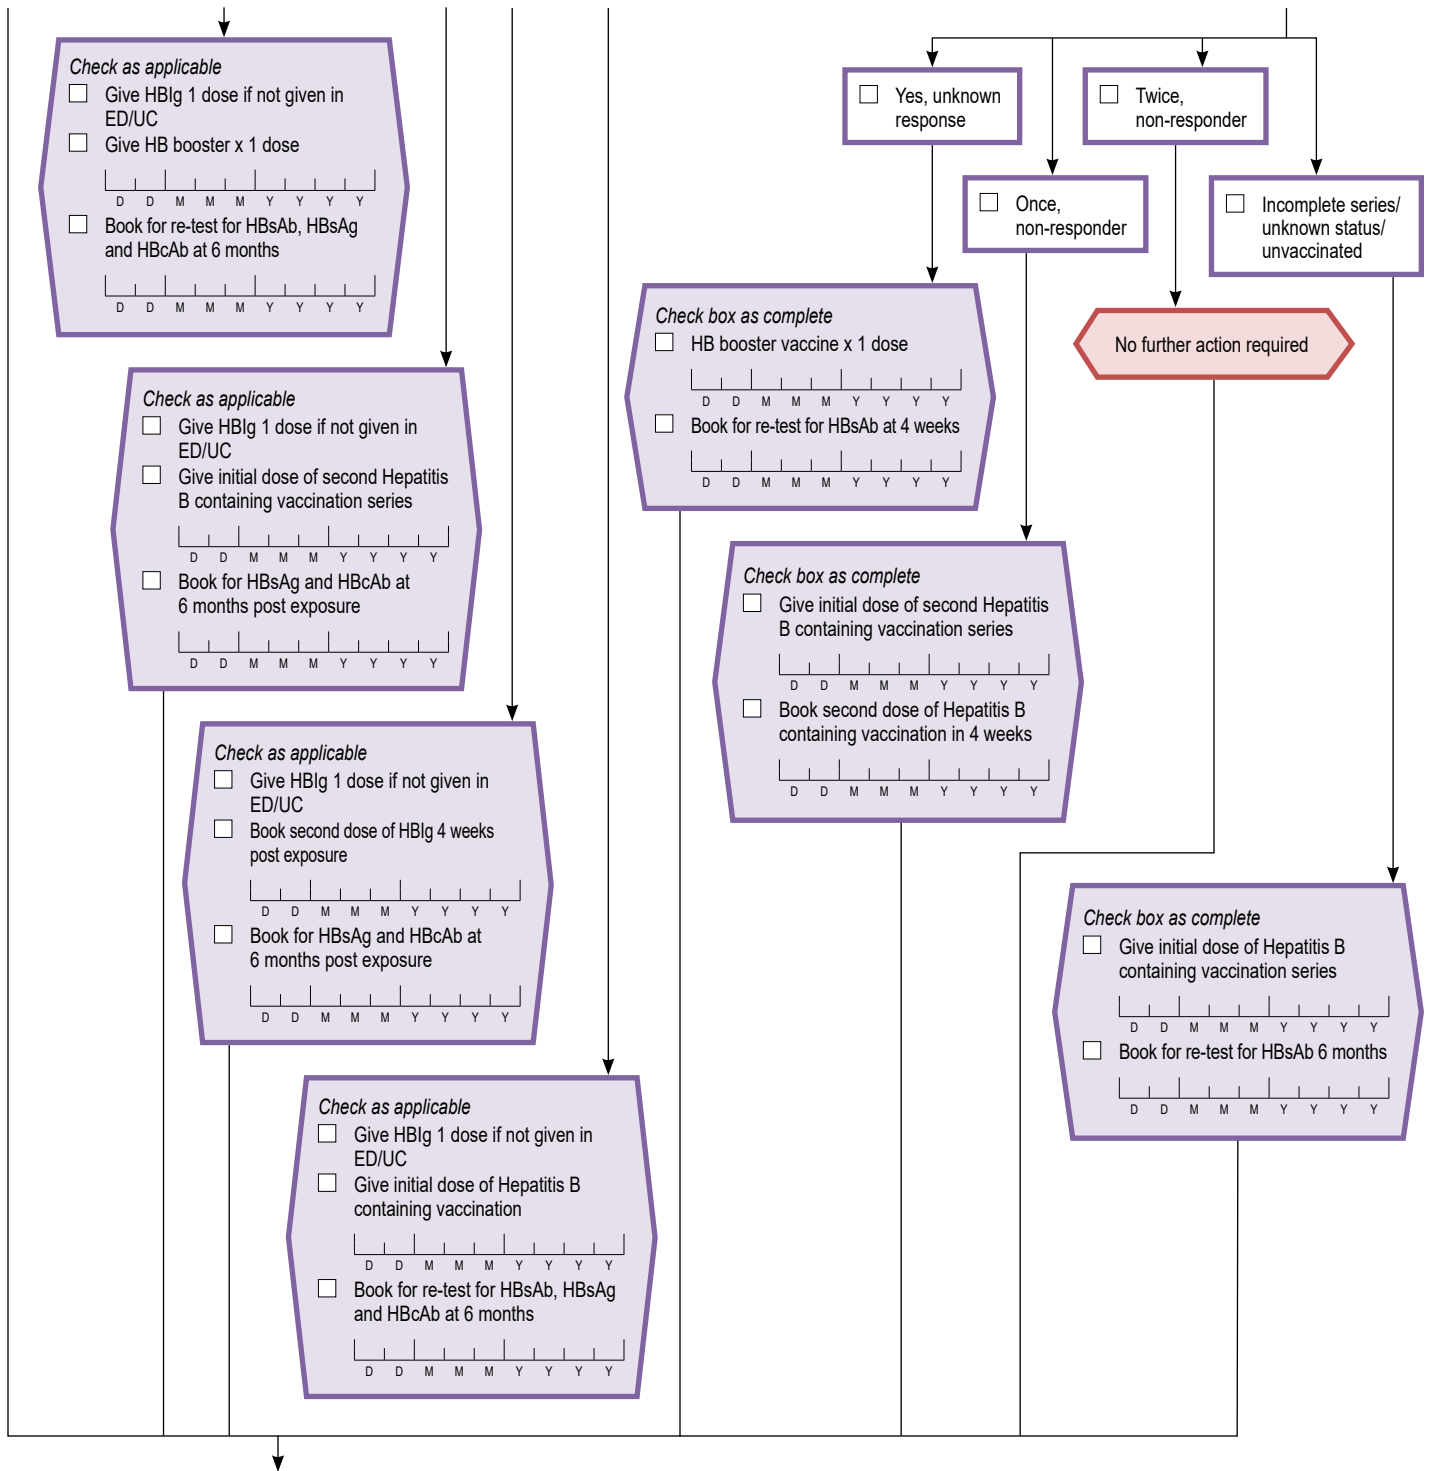 Check as applicable
Give HBIg 1 dose if not given in
ED/UC
Give HB booster x 1 dose
D D M M M Y Y Y Y
Book for re-test for HBsAb, HBsAg
and HBcAb at 6 months
D D M M M Y Y Y Y
Check as applicable
Give HBIg 1 dose if not given in
ED/UC
Give initial dose of second Hepatitis
B containing vaccination series
D D M M M Y Y Y Y
Book for HBsAg and HBcAb at
6 months post exposure
D D M M M Y Y Y Y
Check as applicable
Give HBIg 1 dose if not given in
ED/UC
Book second dose of HBIg 4 weeks
post exposure
D D M M M Y Y Y Y
Book for HBsAg and HBcAb at
6 months post exposure
D D M M M Y Y Y Y
Check as applicable
Give HBIg 1 dose if not given in
ED/UC
Give initial dose of Hepatitis B
containing vaccination
D D M M M Y Y Y Y
Book for re-test for HBsAb, HBsAg
and HBcAb at 6 months
D D M M M Y Y Y Y
Yes, unknown
response
Twice,
non-responder
Once,
non-responder
Incomplete series/
unknown status/
unvaccinated
Check box as complete
HB booster vaccine x 1 dose
D D M M M Y Y Y Y
Book for re-test for HBsAb at 4 weeks
D D M M M Y Y Y Y
No further action required
Check box as complete
Give initial dose of second Hepatitis
B containing vaccination series
D D M M M Y Y Y Y
Book second dose of Hepatitis B
containing vaccination in 4 weeks
D D M M M Y Y Y Y
Check box as complete
Give initial dose of Hepatitis B
containing vaccination series
D D M M M Y Y Y Y
Book for re-test for HBsAb 6 months
D D M M M Y Y Y Y